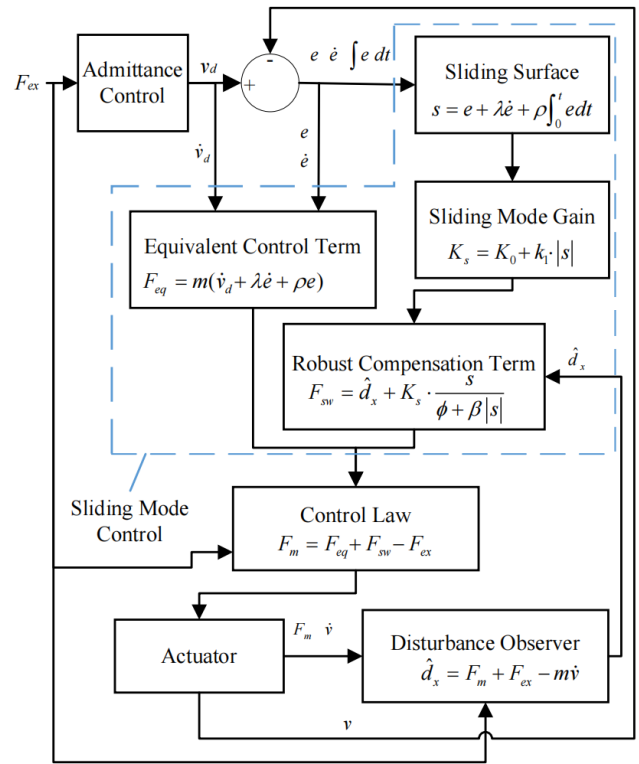 F_ex
Admittance
Control
v_d
+
-
e ė ∫e dt
Sliding Surface
s = e + λė + ρ∫_0^t edt
v̇_d
e
ė
Equivalent Control Term
F_eq = m(v̇_d + λė + ρe)
Sliding Mode Gain
K_s = K_0 + k_1·|s|
Robust Compensation Term
F_sw = d̂_x + K_s · s / (ϕ + β|s|)
d̂_x
Sliding Mode
Control
Control Law
F_m = F_eq + F_sw − F_ex
Actuator
F_m v̇
Disturbance Observer
d̂_x = F_m + F_ex − mv̇
v